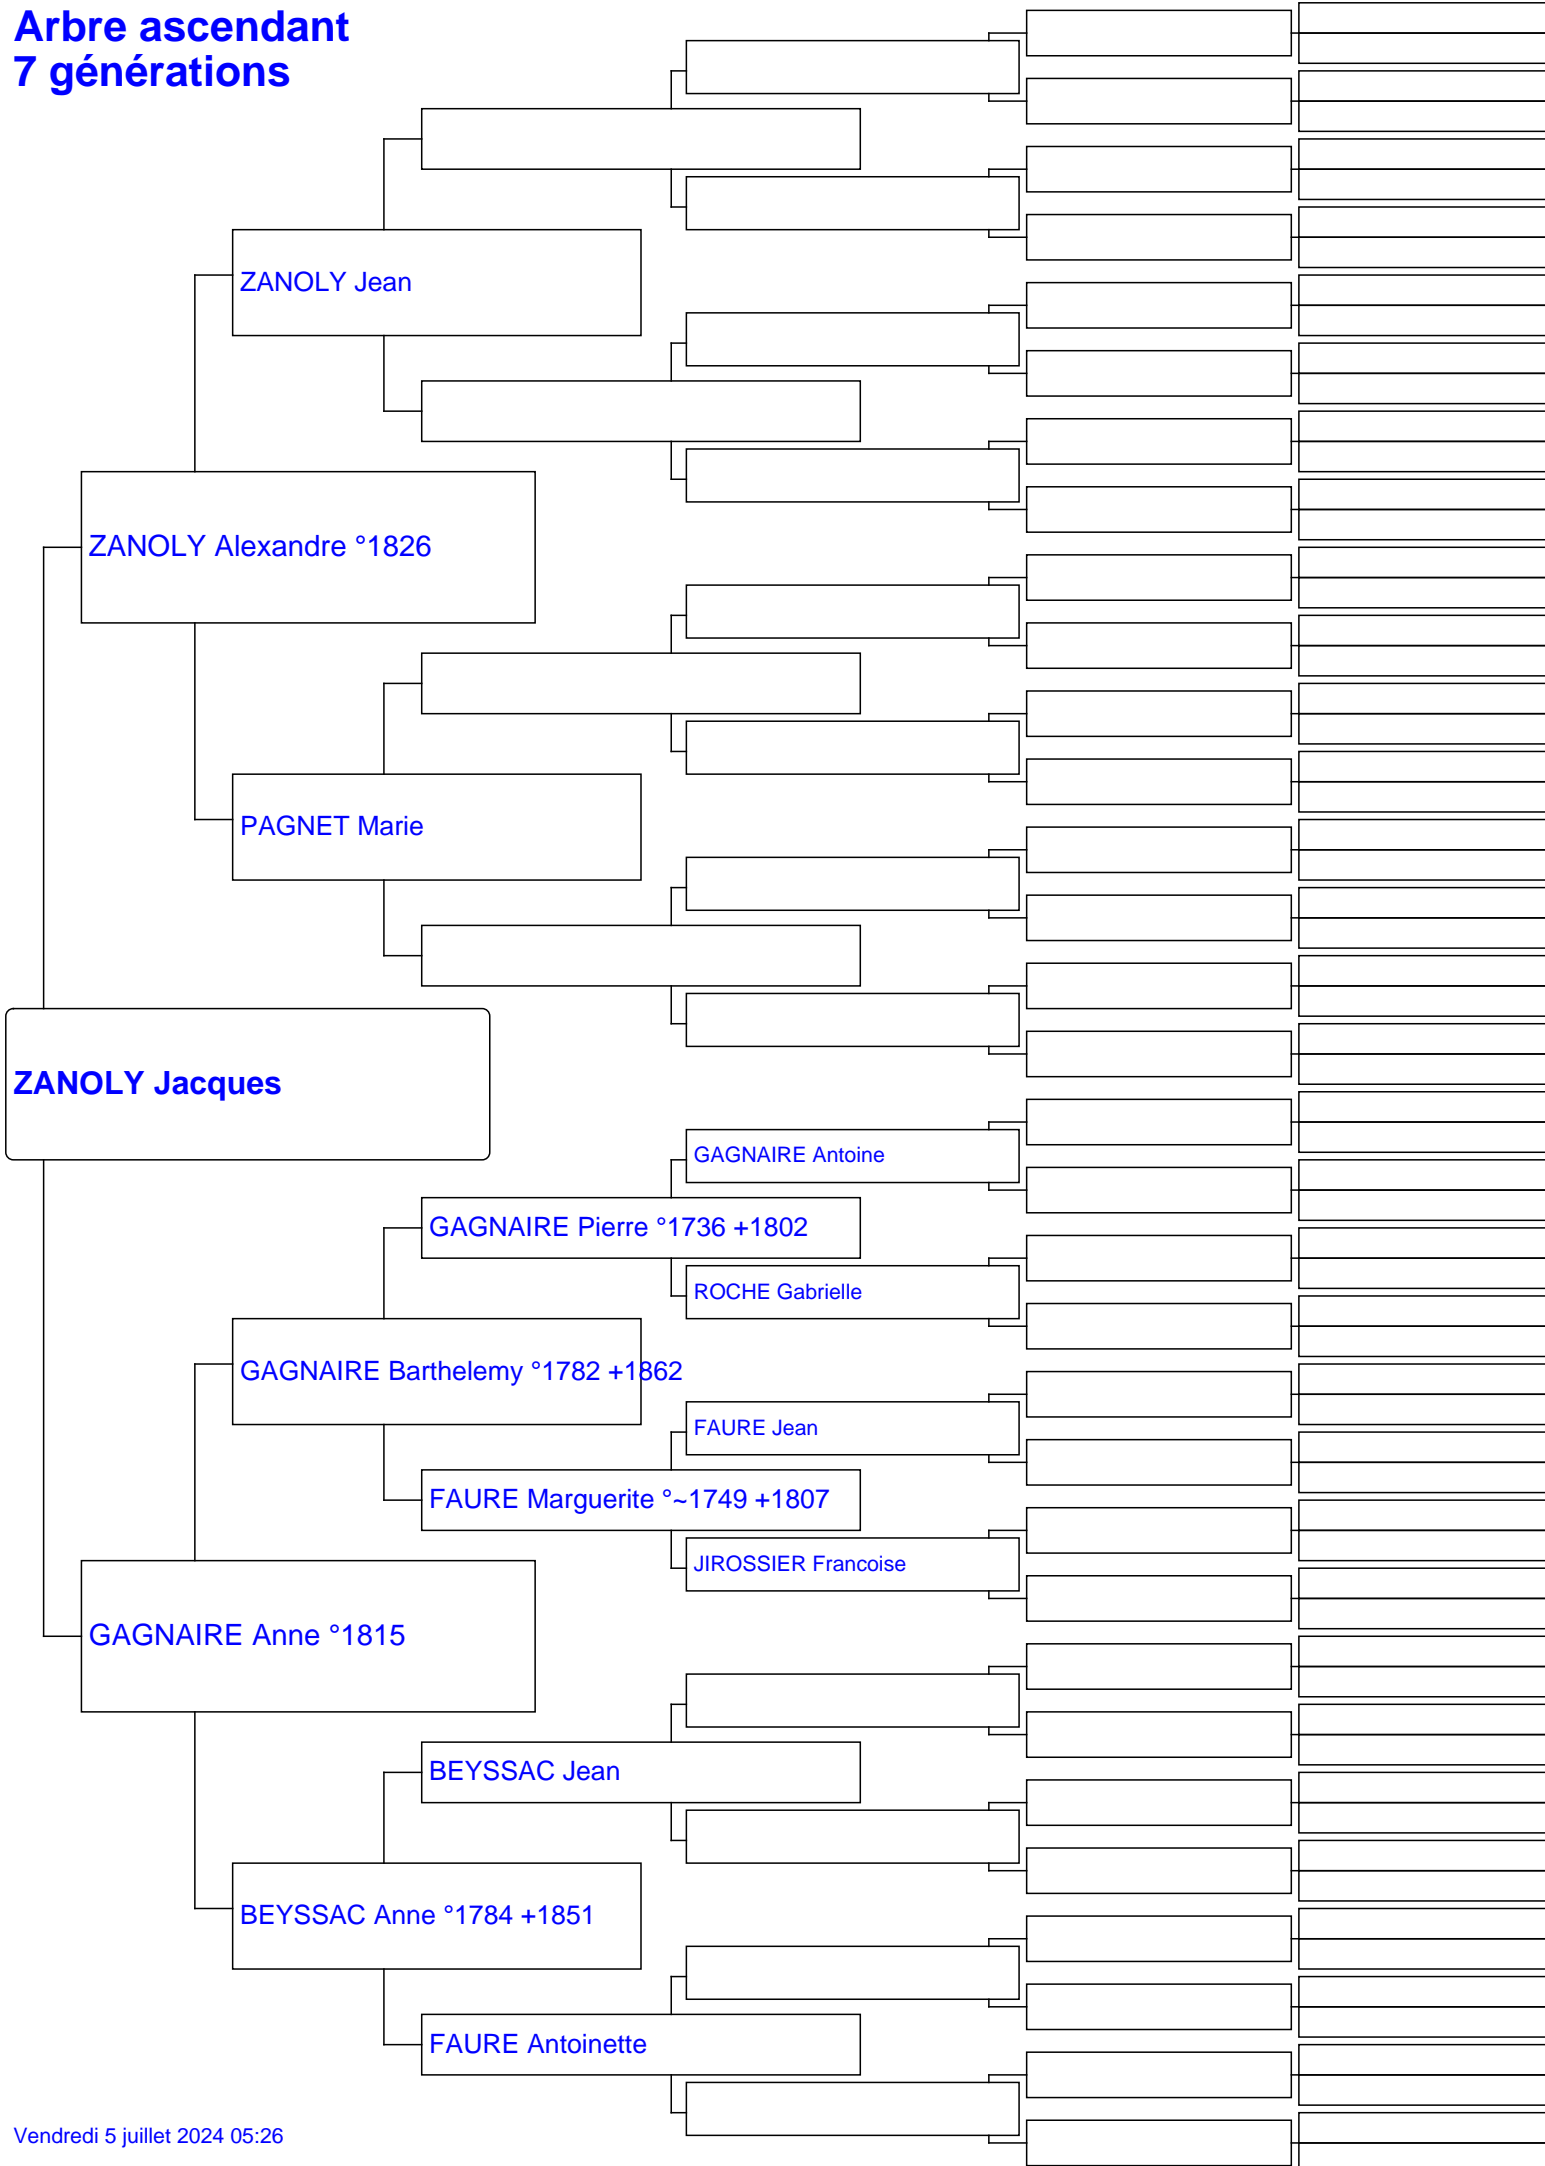 Arbre ascendant
7 générations
ZANOLY Jean
ZANOLY Alexandre °1826
PAGNET Marie
ZANOLY Jacques
GAGNAIRE Antoine
GAGNAIRE Pierre °1736 +1802
ROCHE Gabrielle
GAGNAIRE Barthelemy °1782 +1862
FAURE Jean
FAURE Marguerite °~1749 +1807
JIROSSIER Francoise
GAGNAIRE Anne °1815
BEYSSAC Jean
BEYSSAC Anne °1784 +1851
FAURE Antoinette
Vendredi 5 juillet 2024 05:26